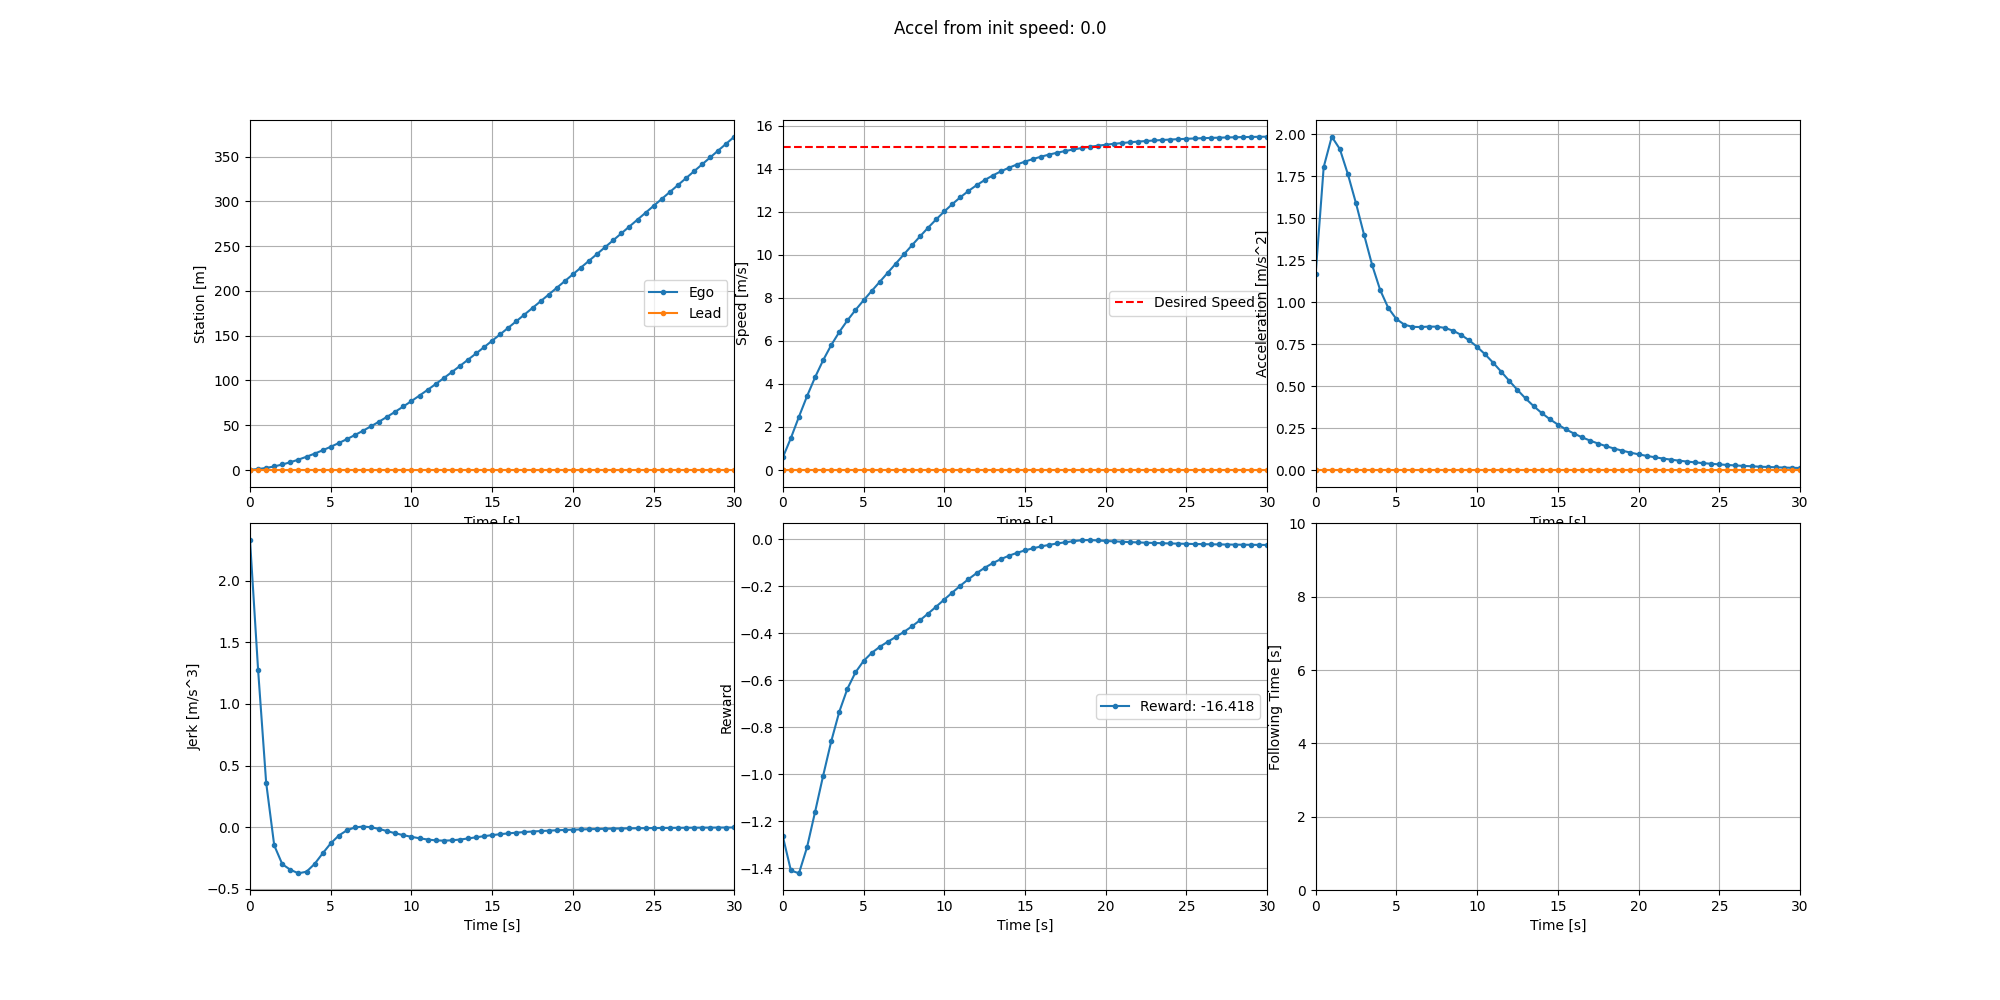 Accel from init speed: 0.0
Station [m]
350
300
250
200
150
100
50
0
Ego
Lead
0 5 10 15 20 25 30
Time [s]
Speed [m/s]
16
14
12
10
8
6
4
2
0
Desired Speed
0 5 10 15 20 25 30
Time [s]
Acceleration [m/s^2]
2.00
1.75
1.50
1.25
1.00
0.75
0.50
0.25
0.00
0 5 10 15 20 25 30
Time [s]
Jerk [m/s^3]
2.0
1.5
1.0
0.5
0.0
−0.5
0 5 10 15 20 25 30
Time [s]
Reward
0.0
−0.2
−0.4
−0.6
−0.8
−1.0
−1.2
−1.4
Reward: -16.418
0 5 10 15 20 25 30
Time [s]
Following Time [s]
10
8
6
4
2
0
0 5 10 15 20 25 30
Time [s]